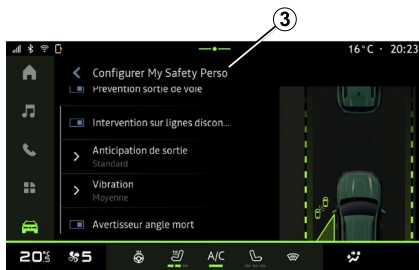 3
16°C · 20:23
Configurer My Safety Perso
Prévention sortie de voie
Intervention sur lignes discon...
Anticipation de sortie
Standard
Vibration
Moyenne
Avertisseur angle mort
20°5 5 A/C